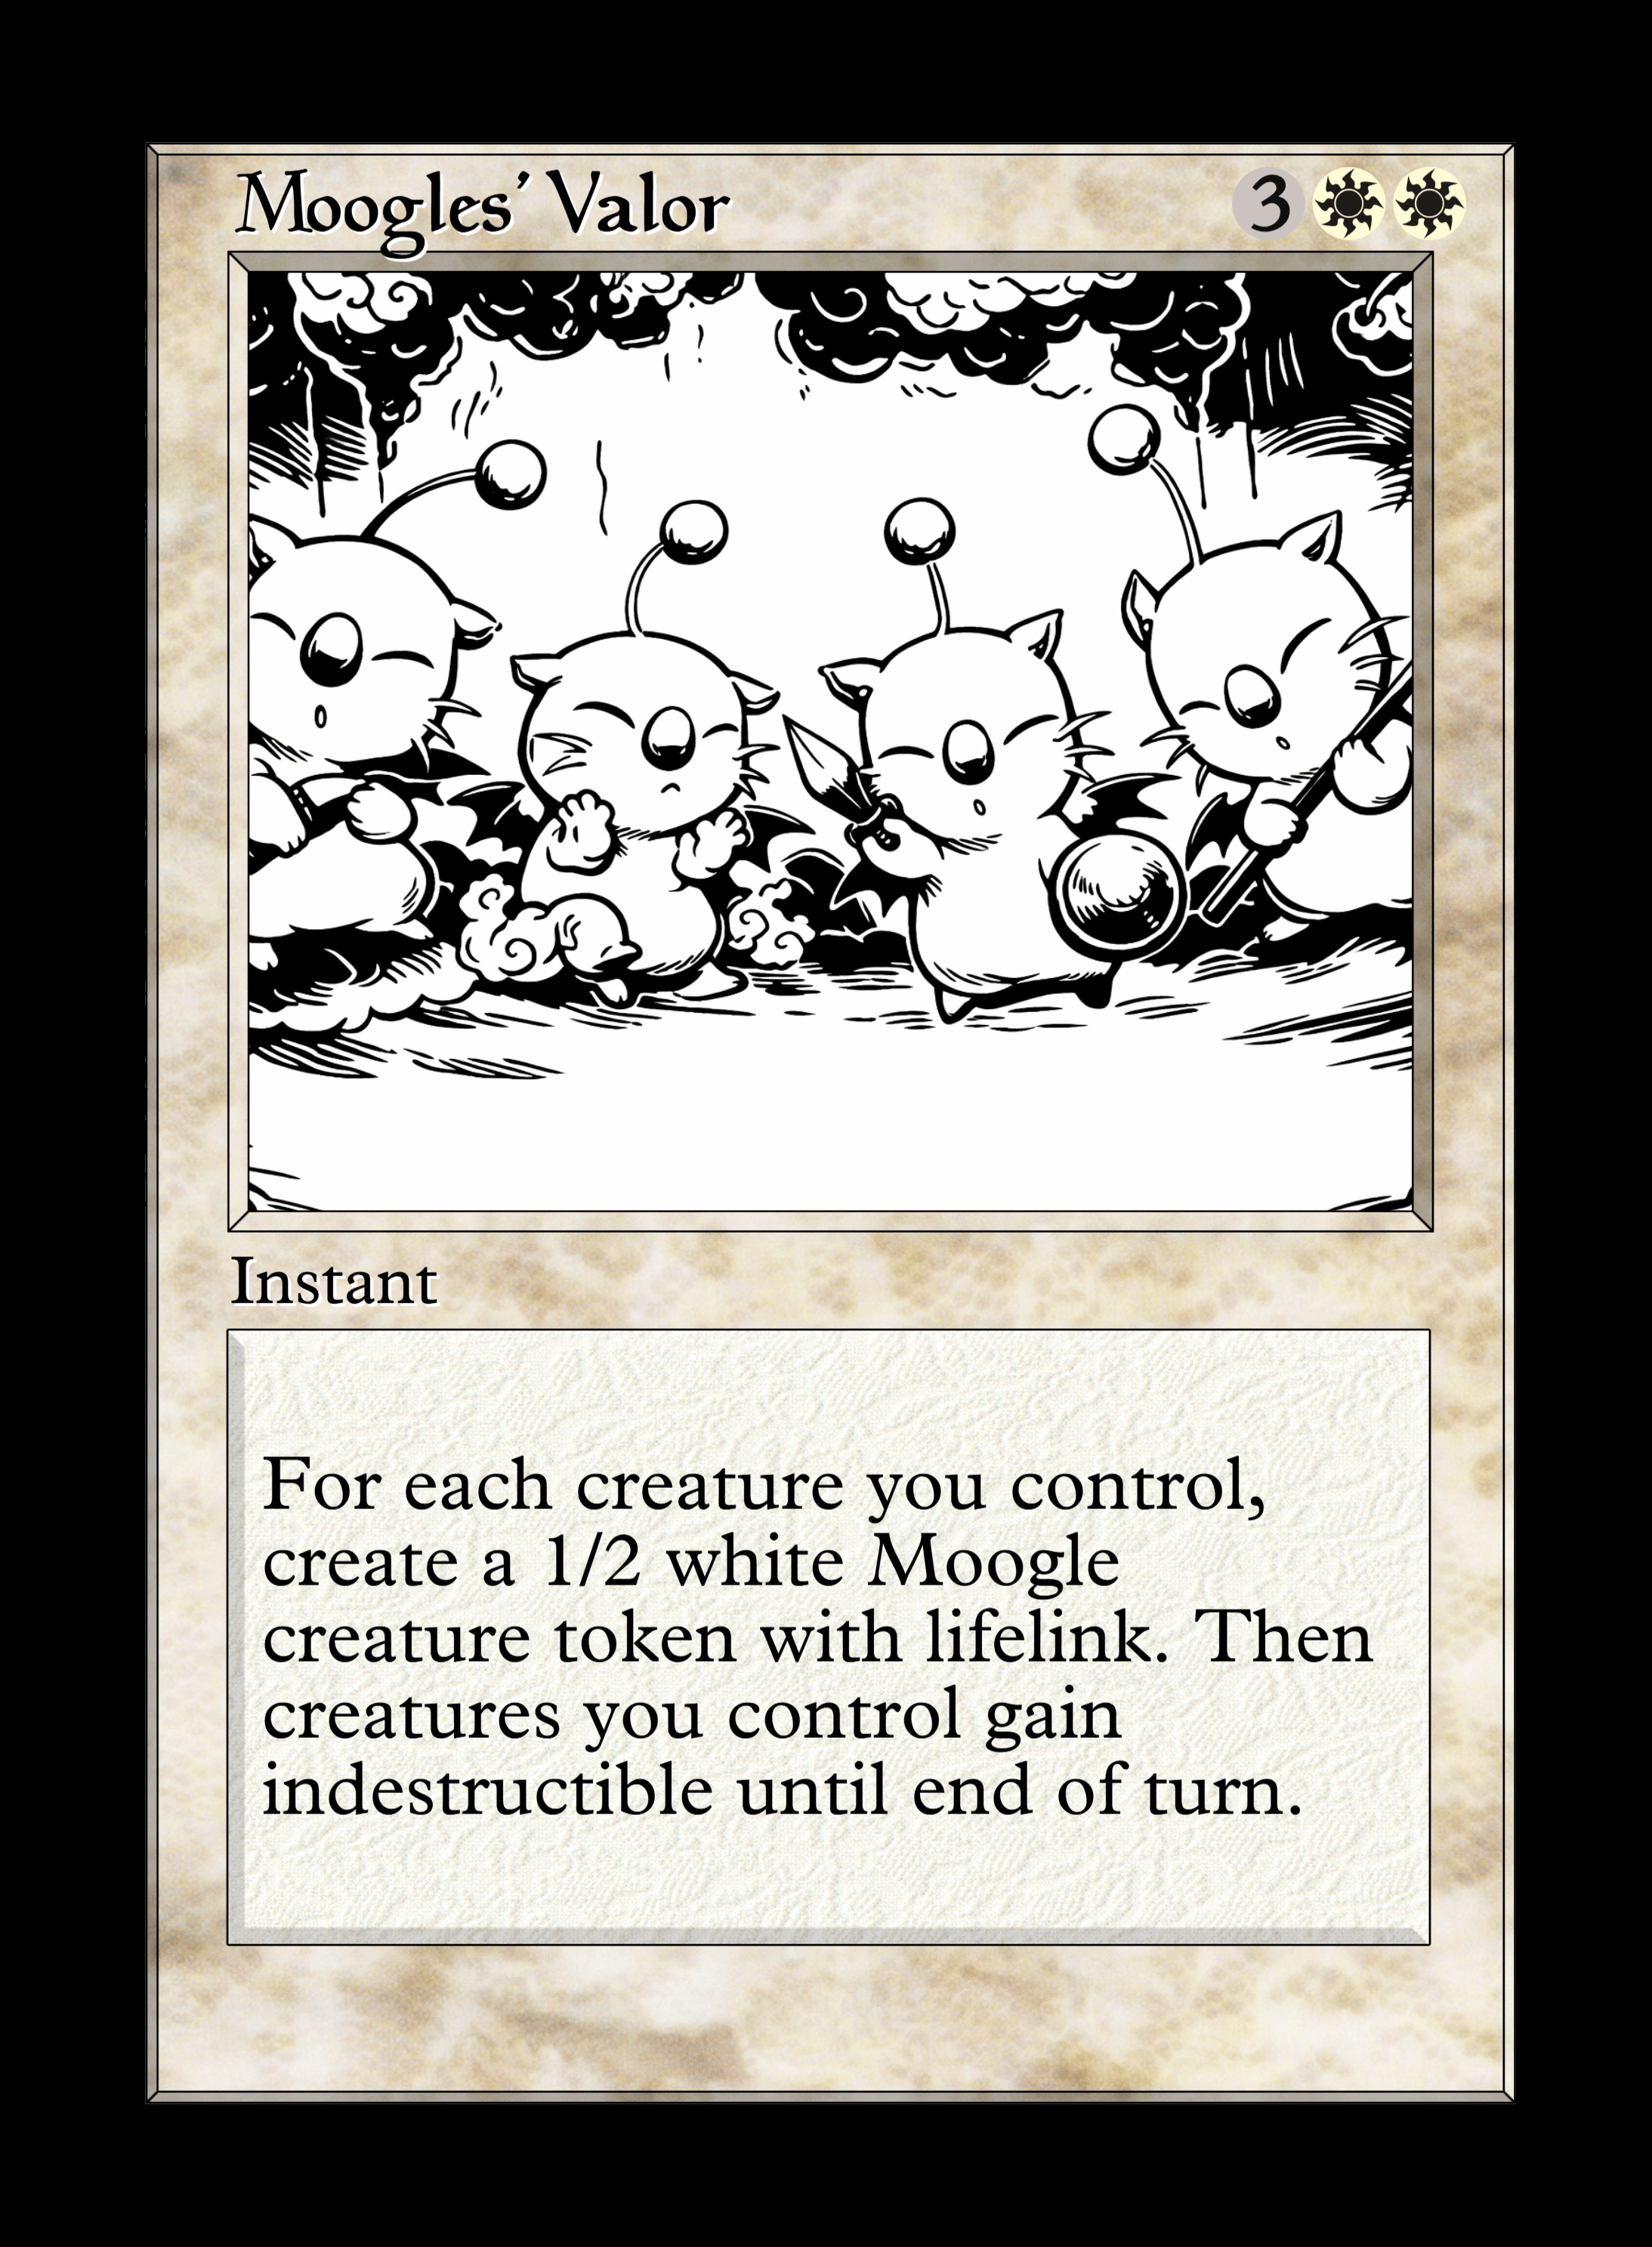 Moogles’ Valor 3
Instant
For each creature you control,
create a 1/2 white Moogle
creature token with lifelink. Then
creatures you control gain
indestructible until end of turn.